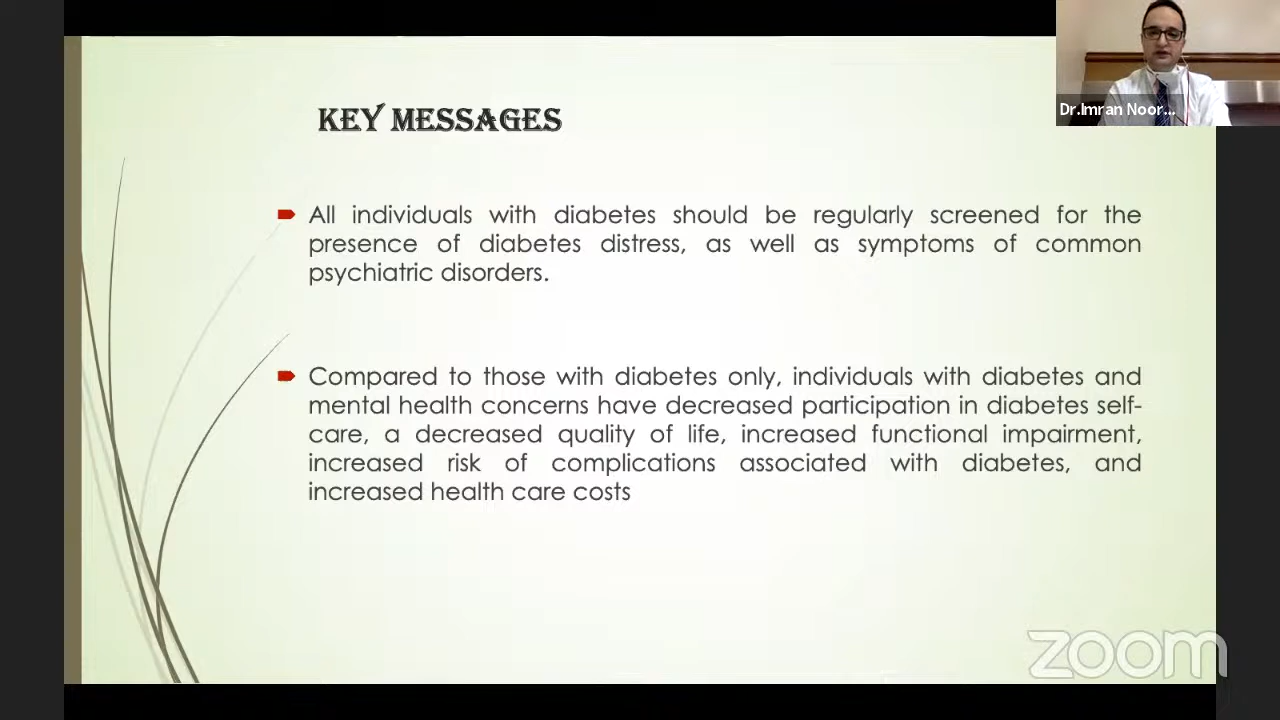 KEY MESSAGES
Dr.Imran Noor...
All individuals with diabetes should be regularly screened for the
presence of diabetes distress, as well as symptoms of common
psychiatric disorders.
Compared to those with diabetes only, individuals with diabetes and
mental health concerns have decreased participation in diabetes self-
care, a decreased quality of life, increased functional impairment,
increased risk of complications associated with diabetes, and
increased health care costs
zoom